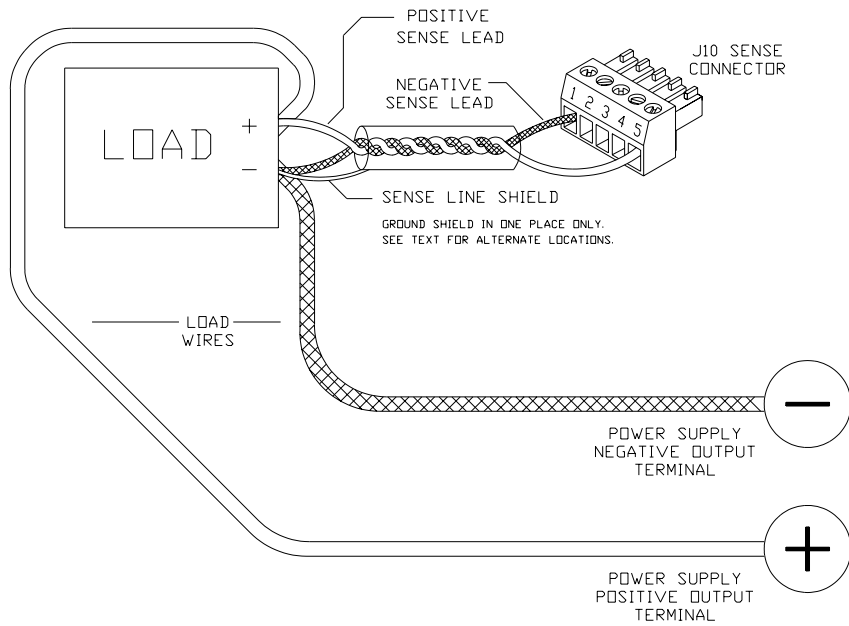 POSITIVE
SENSE LEAD
J10 SENSE
CONNECTOR
NEGATIVE
SENSE LEAD
1 2 3 4 5
LOAD
+
−
SENSE LINE SHIELD
GROUND SHIELD IN ONE PLACE ONLY.
SEE TEXT FOR ALTERNATE LOCATIONS.
LOAD
WIRES
−
POWER SUPPLY
NEGATIVE OUTPUT
TERMINAL
+
POWER SUPPLY
POSITIVE OUTPUT
TERMINAL